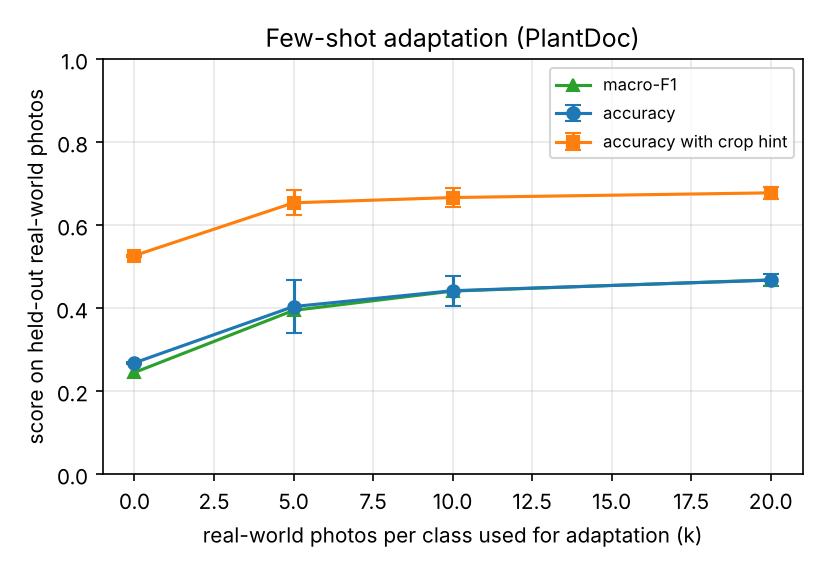 Few-shot adaptation (PlantDoc)
1.0
0.8
0.6
0.4
0.2
0.0
score on held-out real-world photos
macro-F1
accuracy
accuracy with crop hint
0.0 2.5 5.0 7.5 10.0 12.5 15.0 17.5 20.0
real-world photos per class used for adaptation (k)